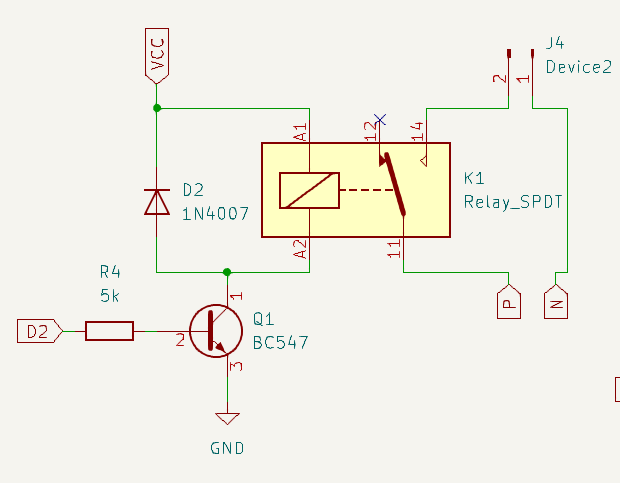 VCC
J4
Device2
2
1
A1
12
14
D2
1N4007
K1
Relay_SPDT
A2
11
R4
5k
1
P
N
D2
2
Q1
BC547
3
GND